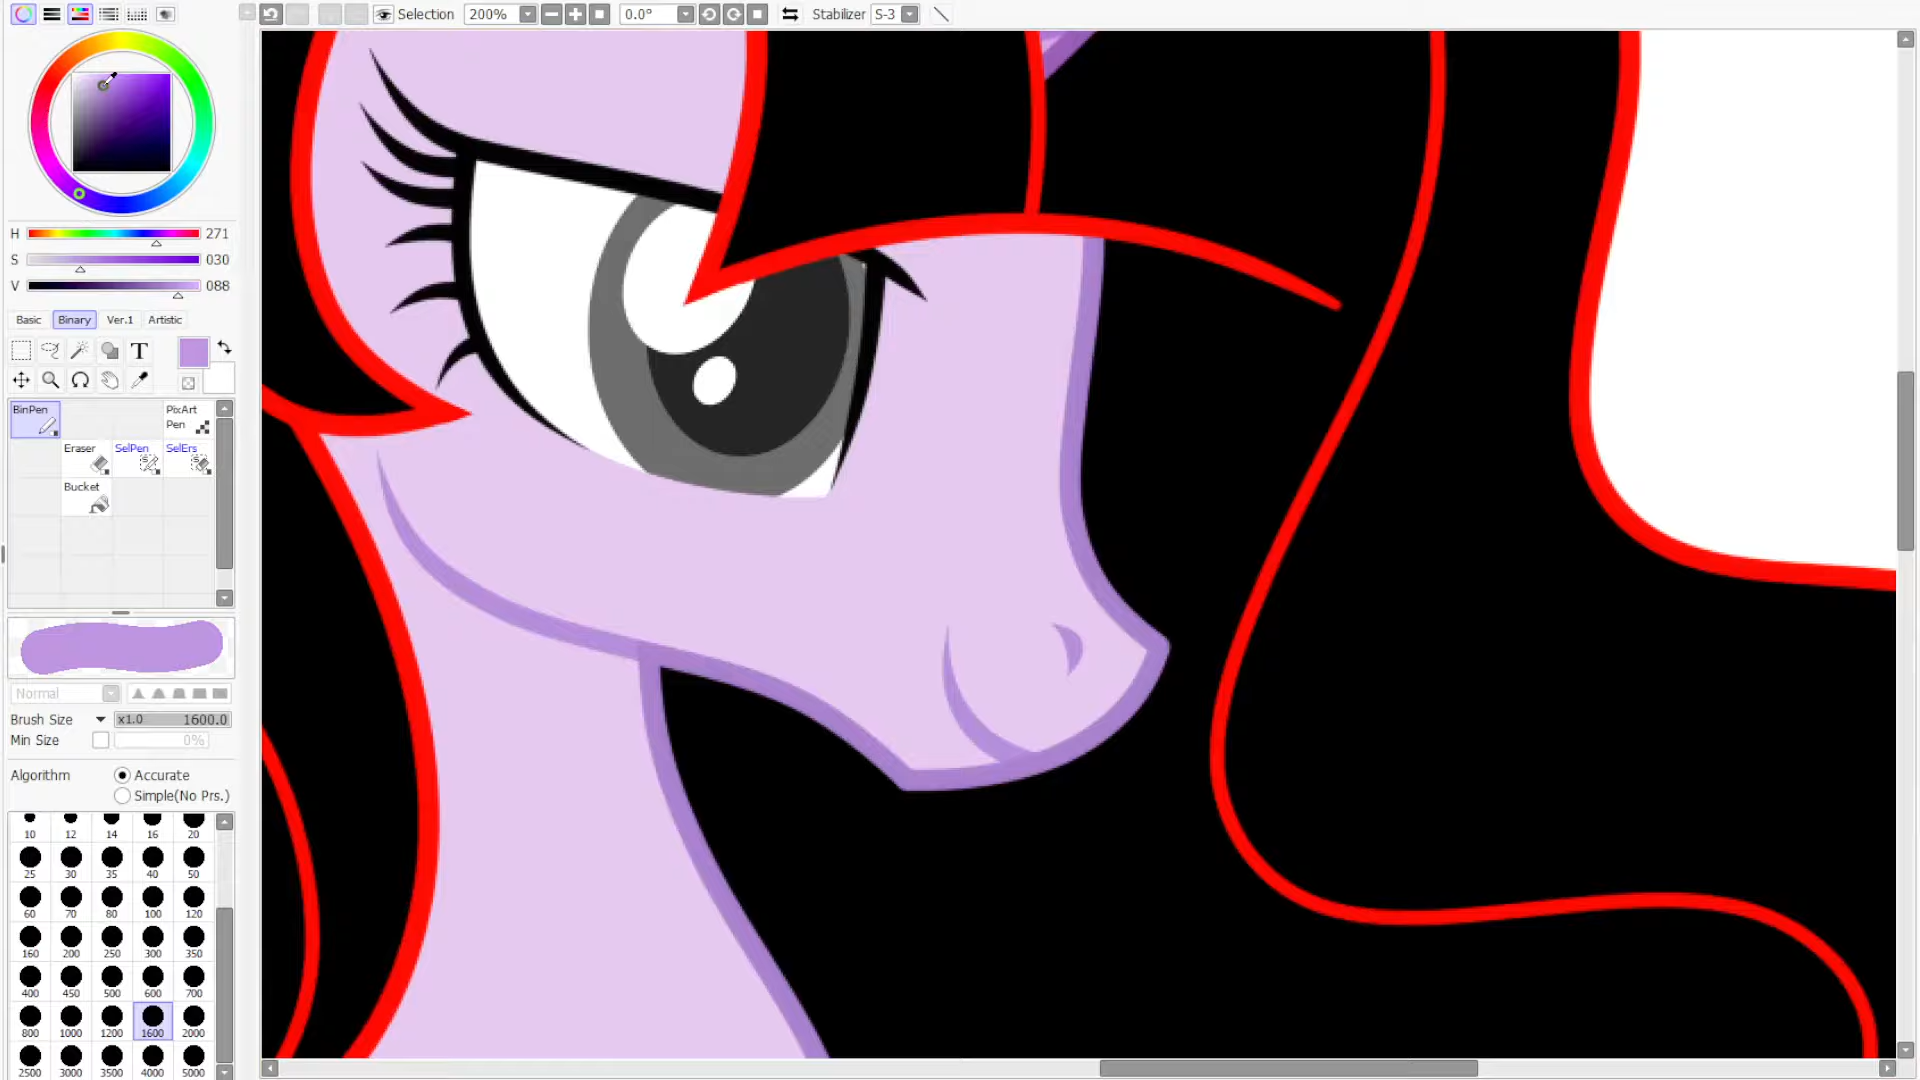 Selection 200% 0.0° Stabilizer S-3
H 271
S 030
V 088
Basic Binary Ver.1 Artistic
T
BinPen PixArt
Pen
Eraser SelPen SelErs
Bucket
Normal
Brush Size x1.0 1600.0
Min Size 0%
Algorithm Accurate
Simple(No Prs.)
10 12 14 16 20
25 30 35 40 50
60 70 80 100 120
160 200 250 300 350
400 450 500 600 700
800 1000 1200 1600 2000
2500 3000 3500 4000 5000